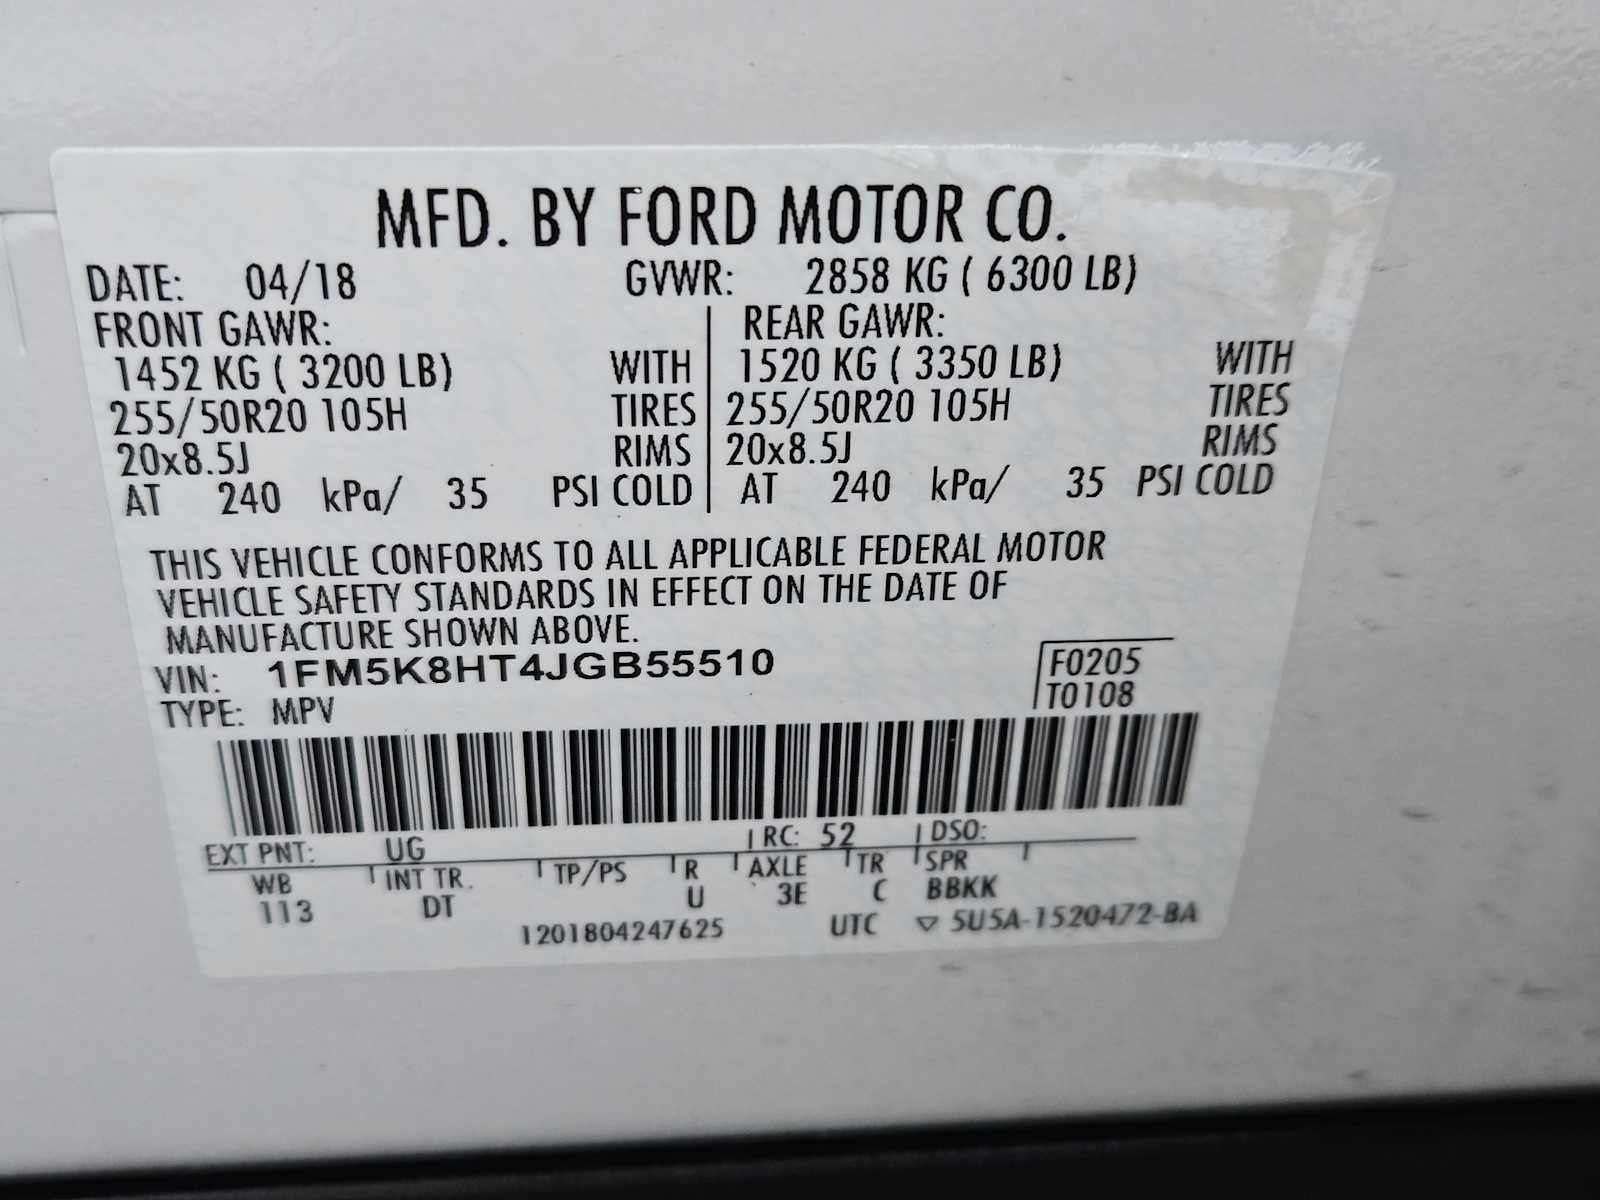 MFD. BY FORD MOTOR CO.
DATE: 04/18 GVWR: 2858 KG ( 6300 LB)
FRONT GAWR: REAR GAWR:
1452 KG ( 3200 LB) WITH 1520 KG ( 3350 LB) WITH
255/50R20 105H TIRES 255/50R20 105H TIRES
20x8.5J RIMS 20x8.5J RIMS
AT 240 kPa/ 35 PSI COLD AT 240 kPa/ 35 PSI COLD
THIS VEHICLE CONFORMS TO ALL APPLICABLE FEDERAL MOTOR
VEHICLE SAFETY STANDARDS IN EFFECT ON THE DATE OF
MANUFACTURE SHOWN ABOVE.
VIN: 1FM5K8HT4JGB55510 F0205
TYPE: MPV T0108
EXT PNT: UG RC: 52 DSO:
WB INT TR. TP/PS R AXLE TR SPR
113 DT U 3E C BBKK
1201804247625 UTC ▽ 5U5A-1520472-BA